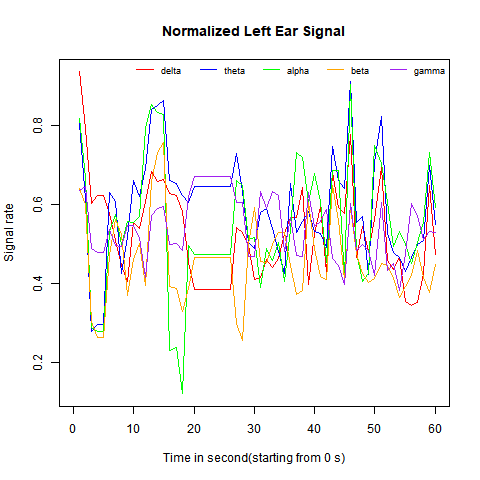 Normalized Left Ear Signal
delta theta alpha beta gamma
Signal rate
0.8
0.6
0.4
0.2
0 10 20 30 40 50 60
Time in second(starting from 0 s)